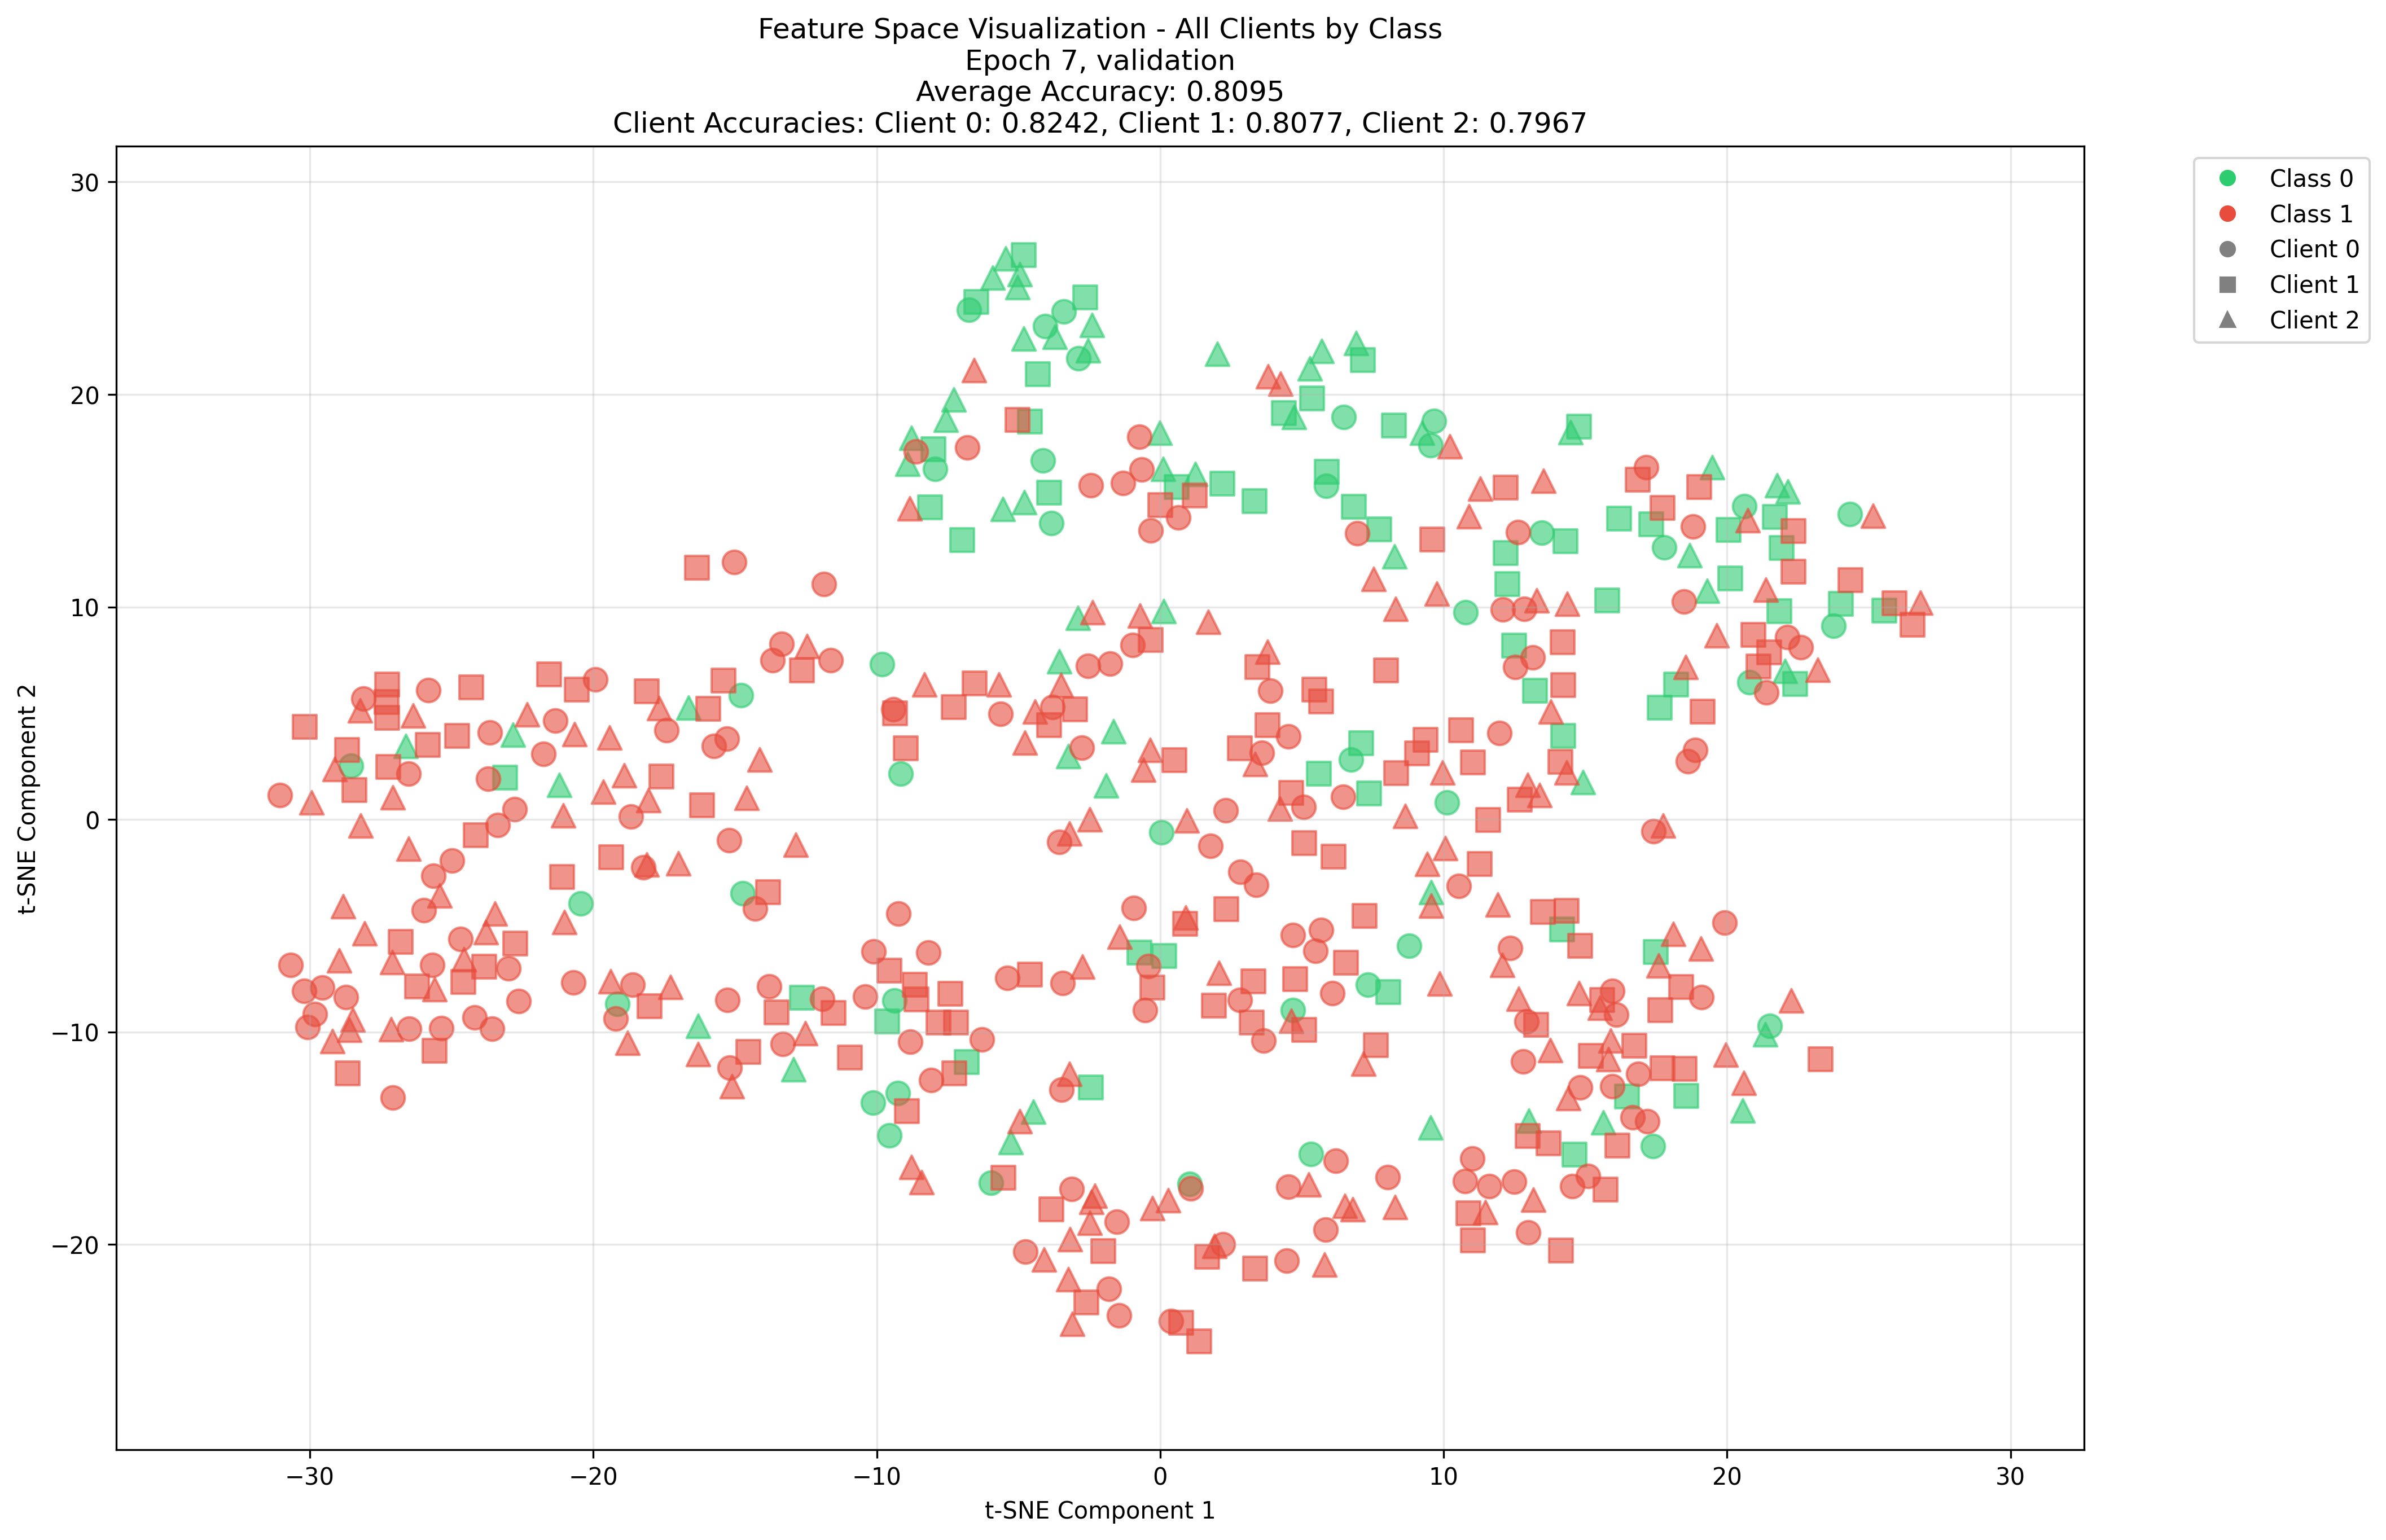 Feature Space Visualization - All Clients by Class
Epoch 7, validation
Average Accuracy: 0.8095
Client Accuracies: Client 0: 0.8242, Client 1: 0.8077, Client 2: 0.7967
Class 0
Class 1
Client 0
Client 1
Client 2
30
20
10
0
−10
−20
t-SNE Component 2
−30
−20
−10
0
10
20
30
t-SNE Component 1